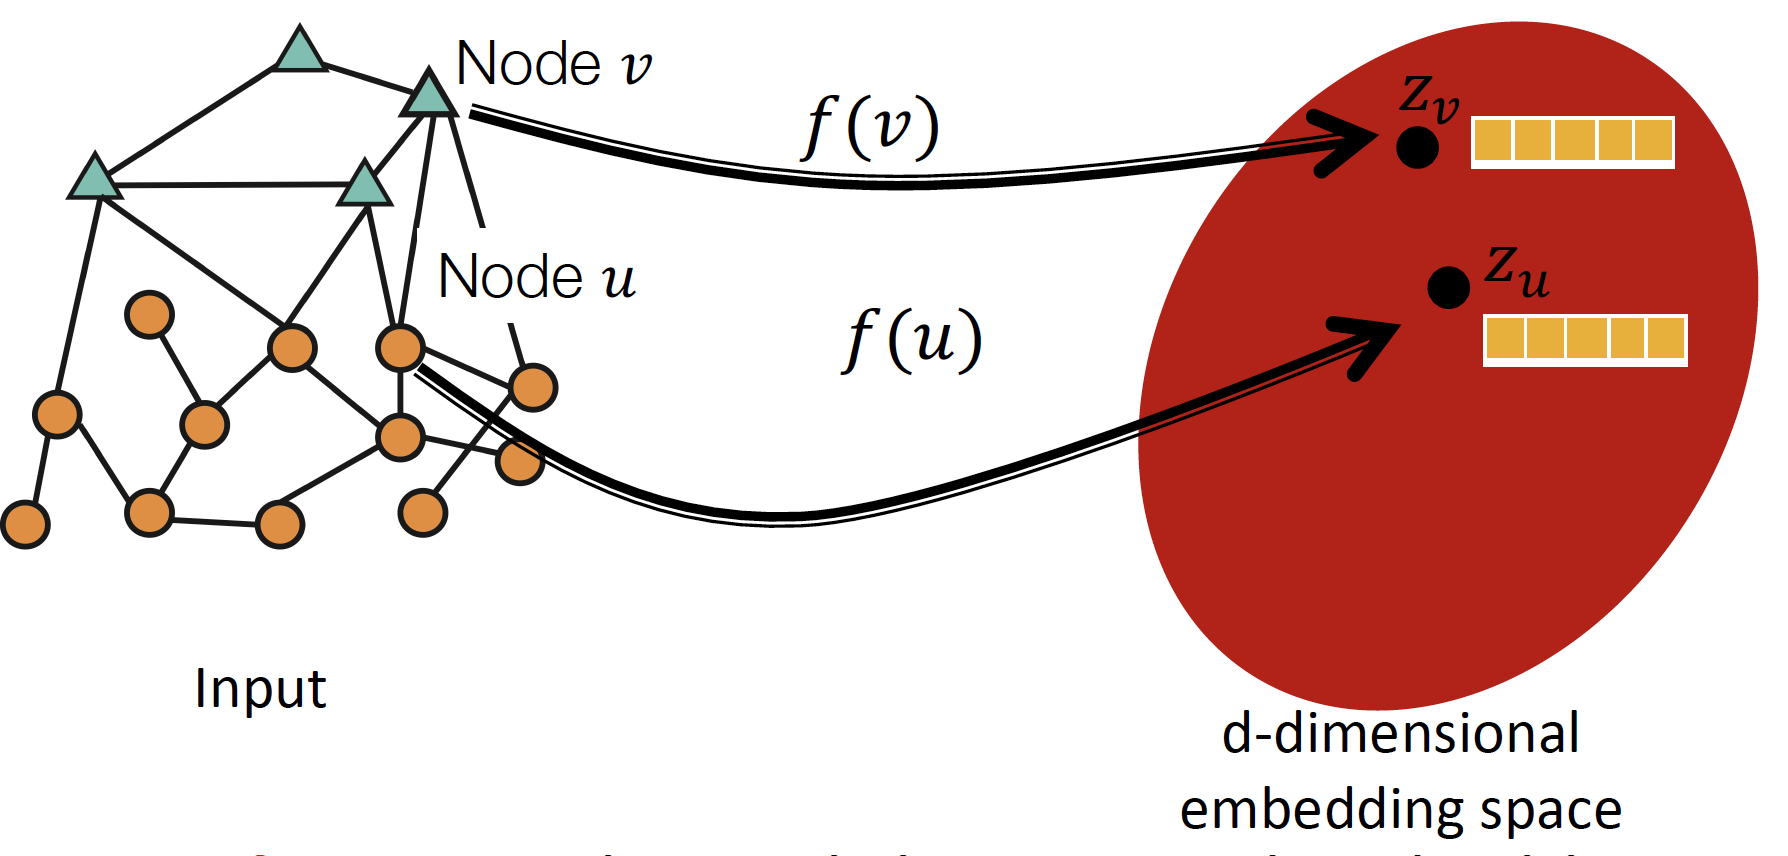 Node v
f(v)
z_v
Node u
z_u
f(u)
Input
d-dimensional
embedding space